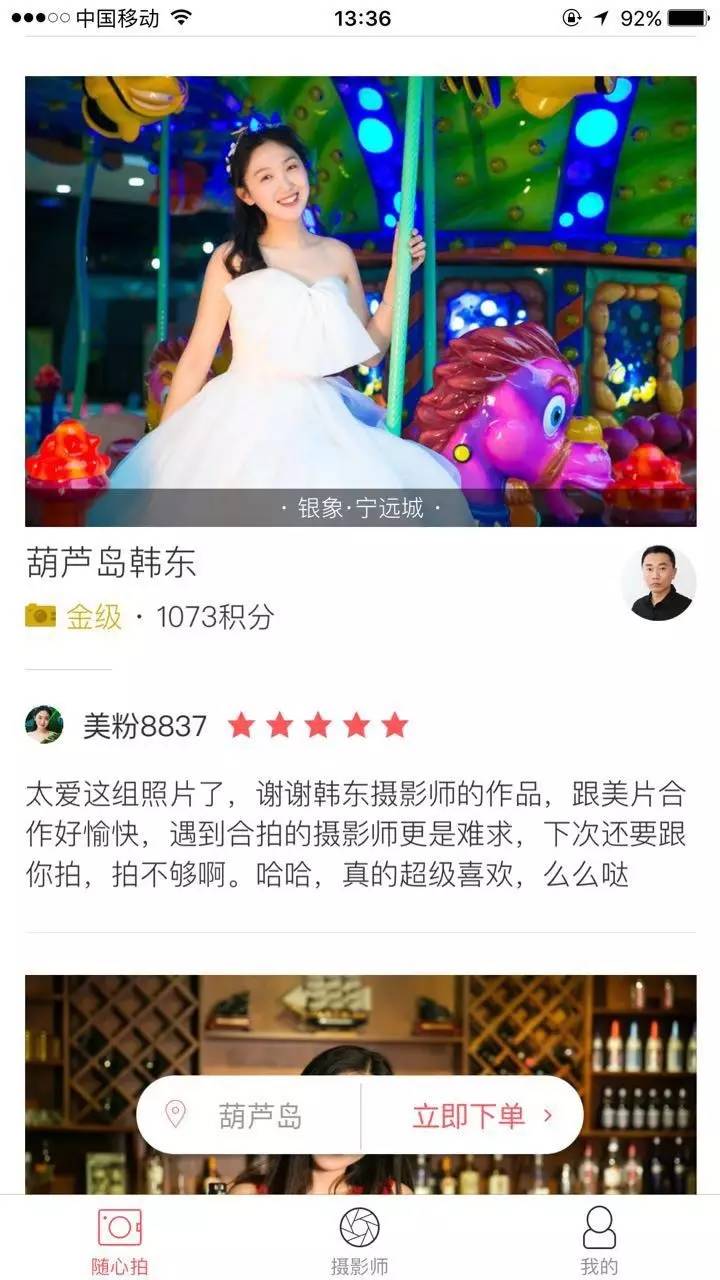 中国移动
13:36
92%
· 银象·宁远城 ·
葫芦岛韩东
金级 · 1073积分
美粉8837
太爱这组照片了，谢谢韩东摄影师的作品，跟美片合
作好愉快，遇到合拍的摄影师更是难求，下次还要跟
你拍，拍不够啊。哈哈，真的超级喜欢，么么哒
葫芦岛
立即下单 ›
随心拍
摄影师
我的